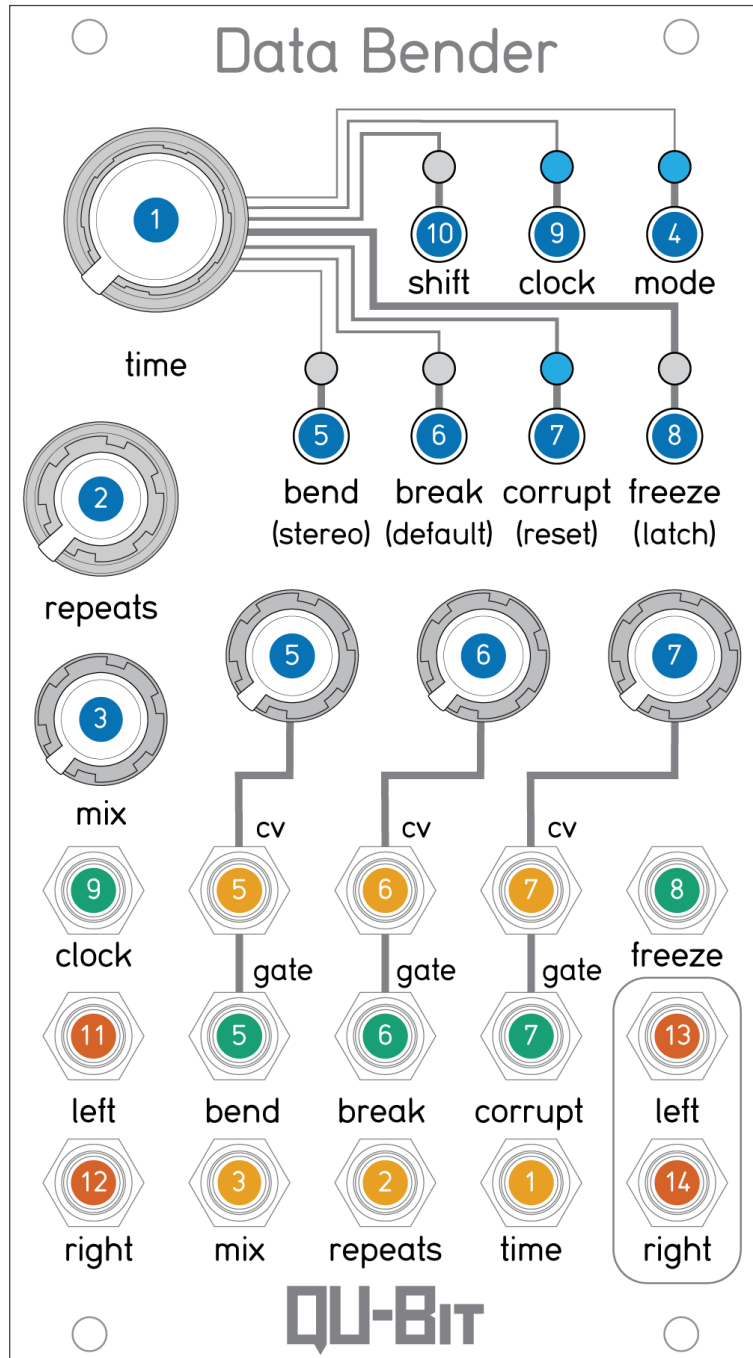 Data Bender
1
10 9 4
shift clock mode
time
5 6 7 8
bend break corrupt freeze
(stereo) (default) (reset) (latch)
2
repeats
5 6 7
3
mix
cv cv cv
9 5 6 7 8
clock freeze
gate gate gate
11 5 6 7 13
left bend break corrupt left
12 3 2 1 14
right mix repeats time right
QU-BIT